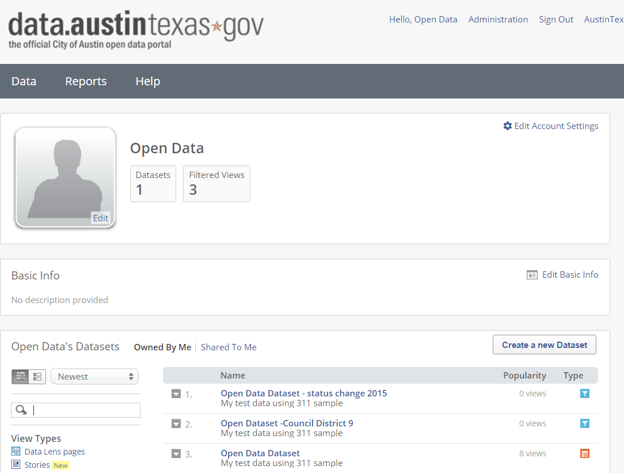 data.austintexas.gov
the official City of Austin open data portal
Hello, Open Data Administration Sign Out AustinTex
Data Reports Help
Edit Account Settings
Open Data
Datasets Filtered Views
1 3
Edit
Basic Info Edit Basic Info
No description provided
Open Data's Datasets Owned By Me | Shared To Me Create a new Dataset
Newest
Name Popularity Type
1. Open Data Dataset - status change 2015 0 views
My test data using 311 sample
2. Open Dataset -Council District 9 0 views
My test data using 311 sample
3. Open Data Dataset 8 views
My test data using 311 sample
View Types
Data Lens pages
Stories New